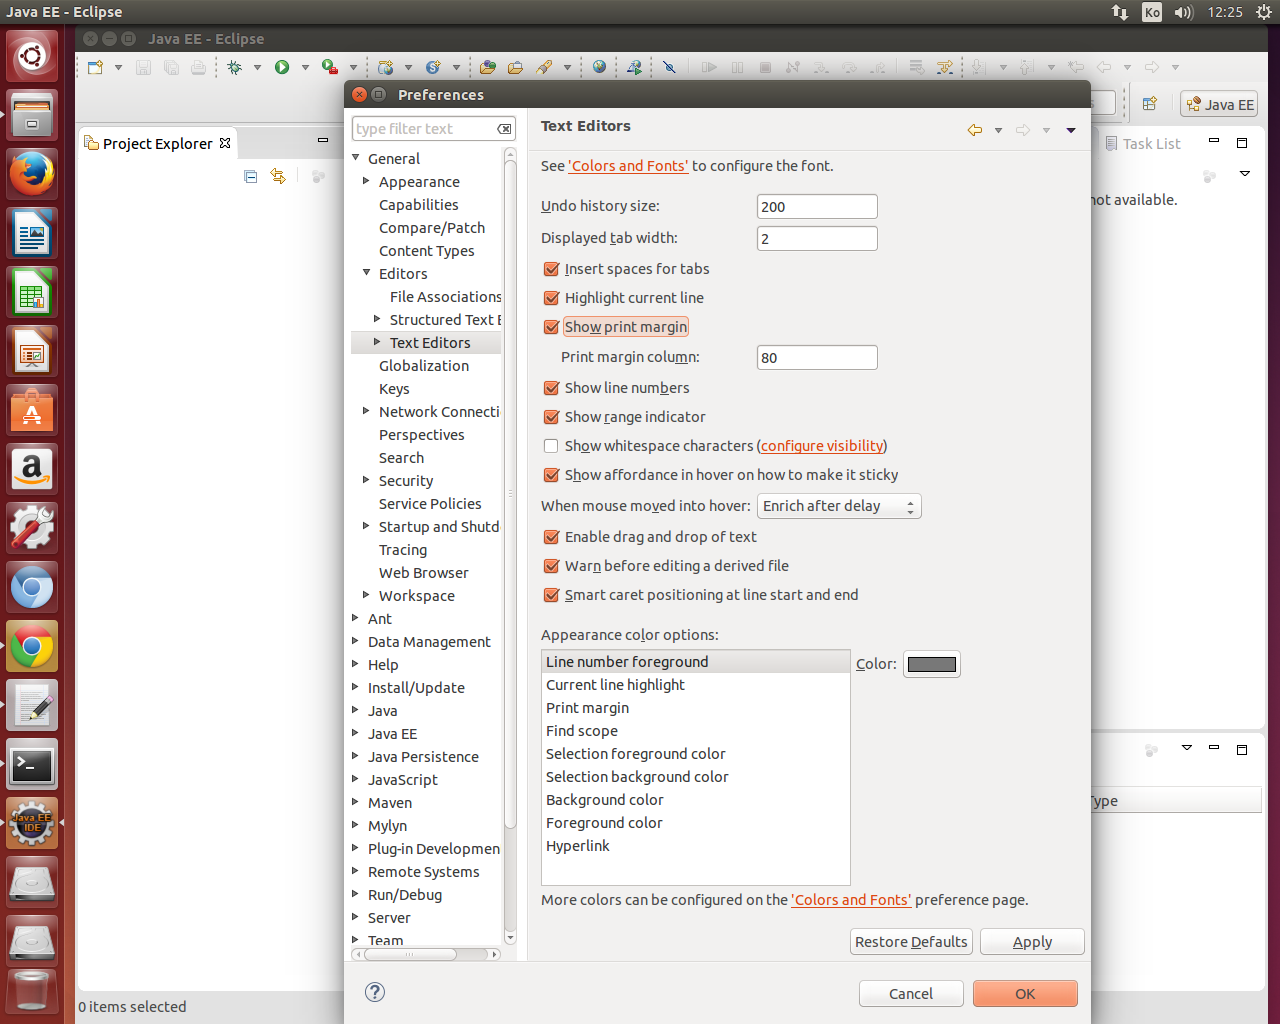 Java EE - Eclipse
Ko
12:25
Java EE - Eclipse
Preferences
Java EE
type filter text
Text Editors
Project Explorer
Task List
General
Appearance
Capabilities
Compare/Patch
Content Types
Editors
File Associations
Structured Text E
Text Editors
Globalization
Keys
Network Connectio
Perspectives
Search
Security
Service Policies
Startup and Shutd
Tracing
Web Browser
Workspace
Ant
Data Management
Help
Install/Update
Java
Java EE
Java Persistence
JavaScript
Maven
Mylyn
Plug-in Developmen
Remote Systems
Run/Debug
Server
Team
See 'Colors and Fonts' to configure the font.
Undo history size: 200
Displayed tab width: 2
Insert spaces for tabs
Highlight current line
Show print margin
Print margin column: 80
Show line numbers
Show range indicator
Show whitespace characters (configure visibility)
Show affordance in hover on how to make it sticky
When mouse moved into hover: Enrich after delay
Enable drag and drop of text
Warn before editing a derived file
Smart caret positioning at line start and end
Appearance color options:
Line number foreground
Current line highlight
Print margin
Find scope
Selection foreground color
Selection background color
Background color
Foreground color
Hyperlink
Color:
More colors can be configured on the 'Colors and Fonts' preference page.
Restore Defaults
Apply
Cancel
OK
not available.
Type
Java EE
IDE
0 items selected